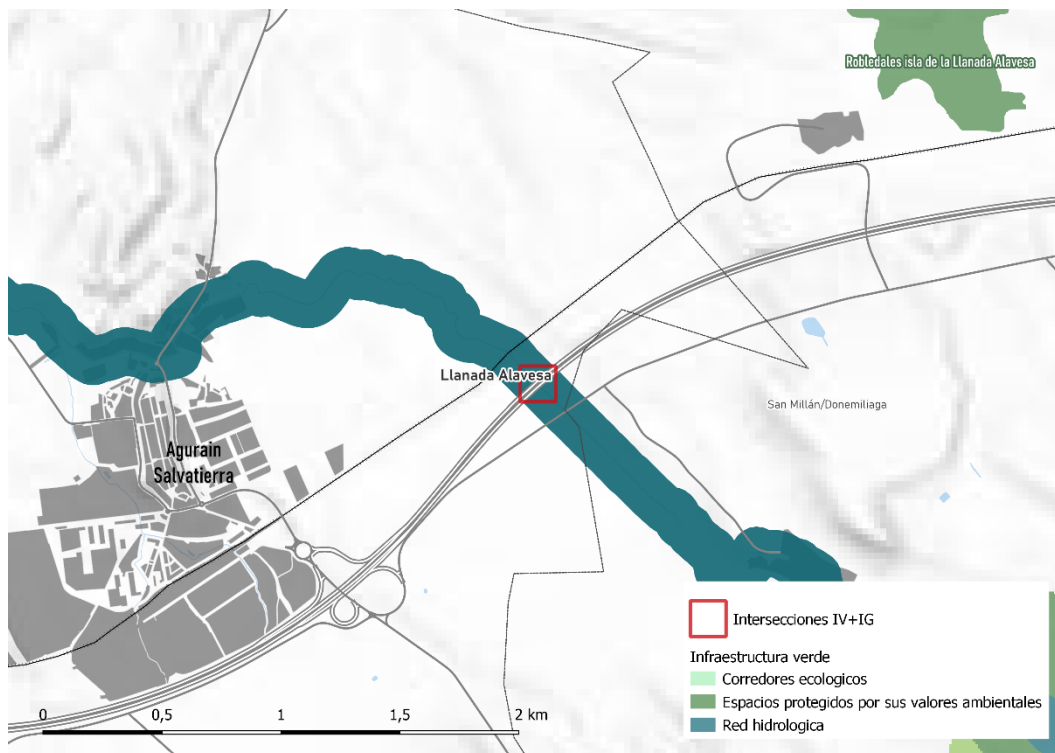 Robledales isla de la Llanada Alavesa
Llanada Alavesa
San Millán/Donemiliaga
Agurain
Salvatierra
Intersecciones IV+IG
Infraestructura verde
Corredores ecologicos
Espacios protegidos por sus valores ambientales
Red hidrologica
0 0,5 1 1,5 2 km